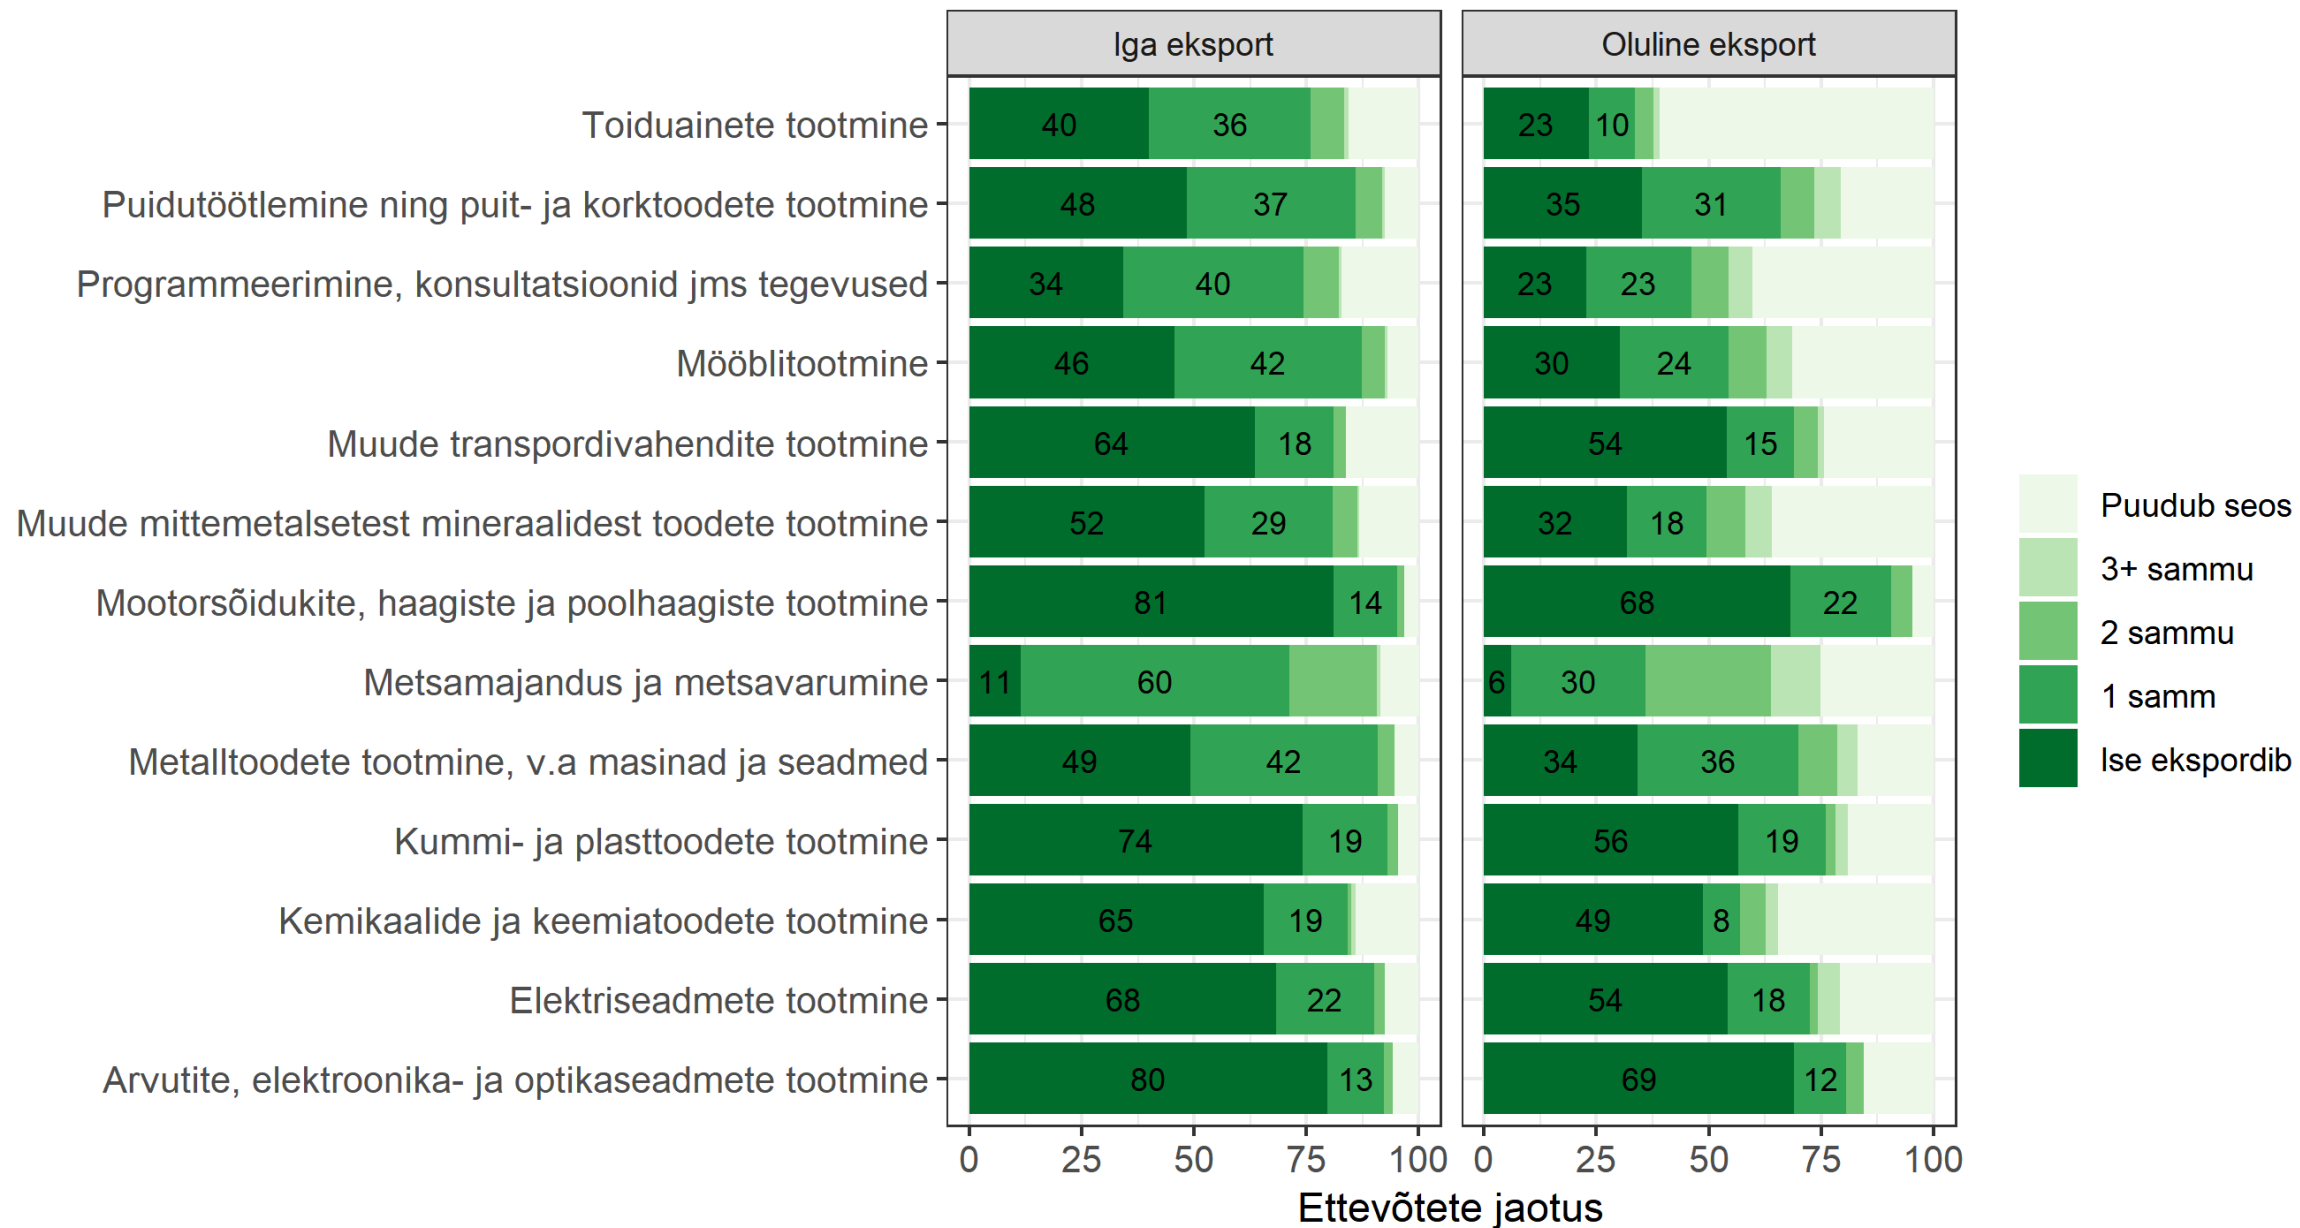 Iga eksport Oluline eksport
Toiduainete tootmine 40 36 23 10
Puidutöötlemine ning puit- ja korktoodete tootmine 48 37 35 31
Programmeerimine, konsultatsioonid jms tegevused 34 40 23 23
Mööblitootmine 46 42 30 24
Muude transpordivahendite tootmine 64 18 54 15
Muude mittemetalsetest mineraalidest toodete tootmine 52 29 32 18
Mootorsõidukite, haagiste ja poolhaagiste tootmine 81 14 68 22
Metsamajandus ja metsavarumine 11 60 6 30
Metalltoodete tootmine, v.a masinad ja seadmed 49 42 34 36
Kummi- ja plasttoodete tootmine 74 19 56 19
Kemikaalide ja keemiatoodete tootmine 65 19 49 8
Elektriseadmete tootmine 68 22 54 18
Arvutite, elektroonika- ja optikaseadmete tootmine 80 13 69 12
0 25 50 75 100 0 25 50 75 100
Ettevõtete jaotus
Puudub seos
3+ sammu
2 sammu
1 samm
Ise ekspordib